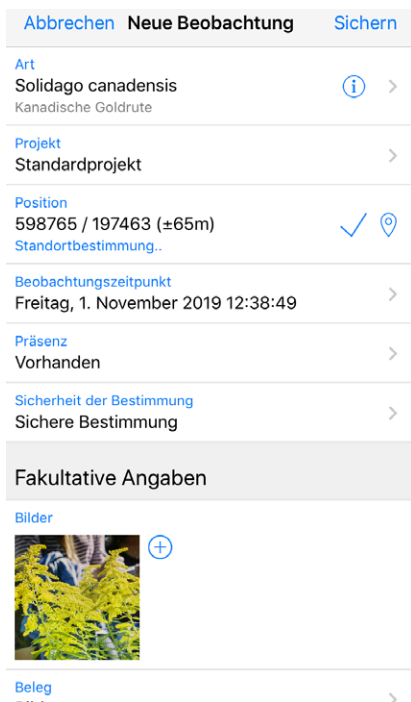 Abbrechen Neue Beobachtung Sichern
Art
Solidago canadensis
Kanadische Goldrute
Projekt
Standardprojekt
Position
598765 / 197463 (±65m)
Standortbestimmung..
Beobachtungszeitpunkt
Freitag, 1. November 2019 12:38:49
Präsenz
Vorhanden
Sicherheit der Bestimmung
Sichere Bestimmung
Fakultative Angaben
Bilder
Beleg